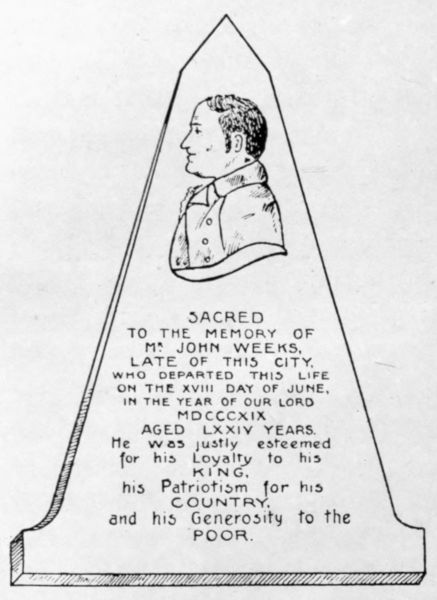 SACRED
TO THE MEMORY OF
Mr. JOHN WEEKS,
LATE OF THIS CITY,
WHO DEPARTED THIS LIFE
ON THE XVIII DAY OF JUNE,
IN THE YEAR OF OUR LORD
MDCCCXIX
AGED LXXIV YEARS.
He was justly esteemed
for his Loyalty to his
KING,
his Patriotism for his
COUNTRY,
and his Generosity to the
POOR.